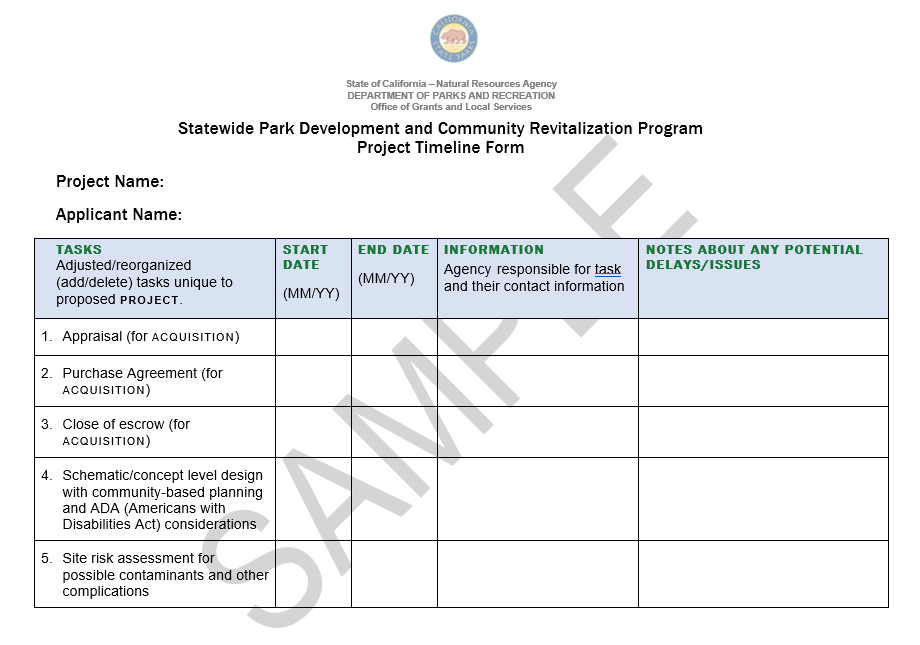 CALIFORNIA
STATE PARKS
State of California – Natural Resources Agency
DEPARTMENT OF PARKS AND RECREATION
Office of Grants and Local Services
Statewide Park Development and Community Revitalization Program
Project Timeline Form
Project Name:
Applicant Name:
TASKS
Adjusted/reorganized
(add/delete) tasks unique to
proposed PROJECT.
START
DATE
(MM/YY)
END DATE
(MM/YY)
INFORMATION
Agency responsible for task
and their contact information
NOTES ABOUT ANY POTENTIAL
DELAYS/ISSUES
1. Appraisal (for ACQUISITION)
2. Purchase Agreement (for
ACQUISITION)
3. Close of escrow (for
ACQUISITION)
4. Schematic/concept level design
with community-based planning
and ADA (Americans with
Disabilities Act) considerations
5. Site risk assessment for
possible contaminants and other
complications
SAMPLE